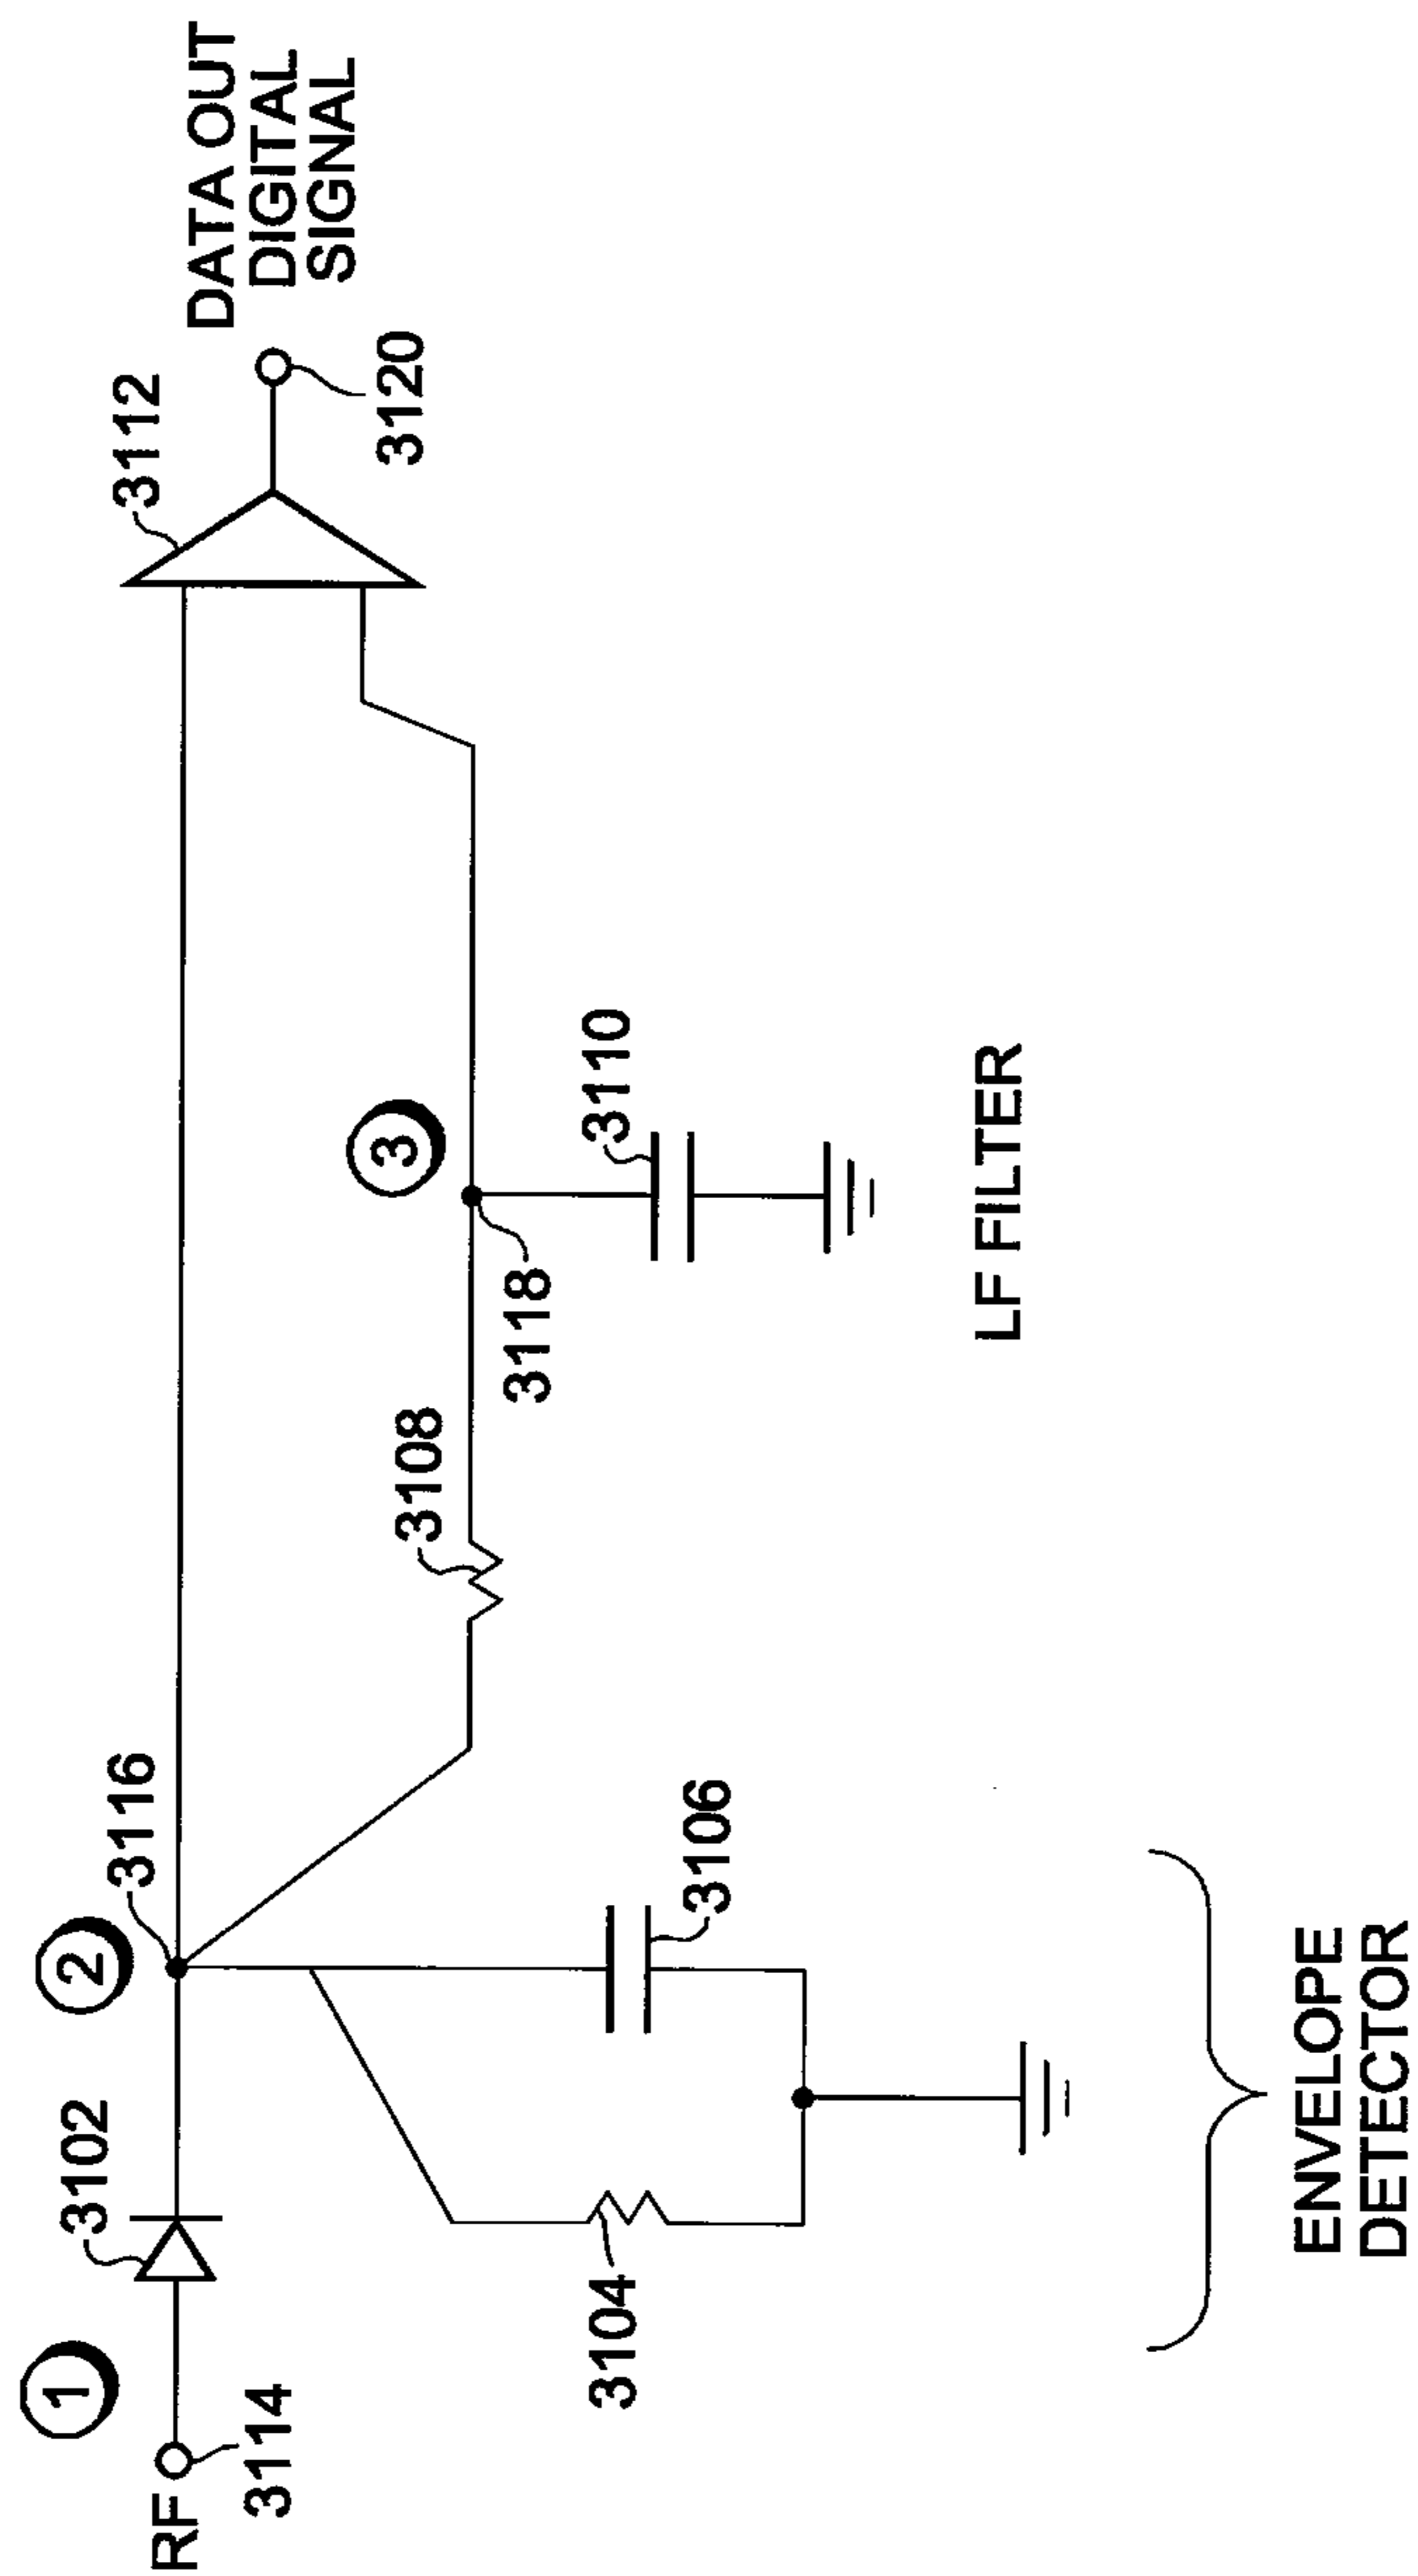 1
2
3
RF
3114
3102
3116
3104
3106
3108
3118
3110
3112
3120
DATA OUT
DIGITAL
SIGNAL
ENVELOPE
DETECTOR
LF FILTER